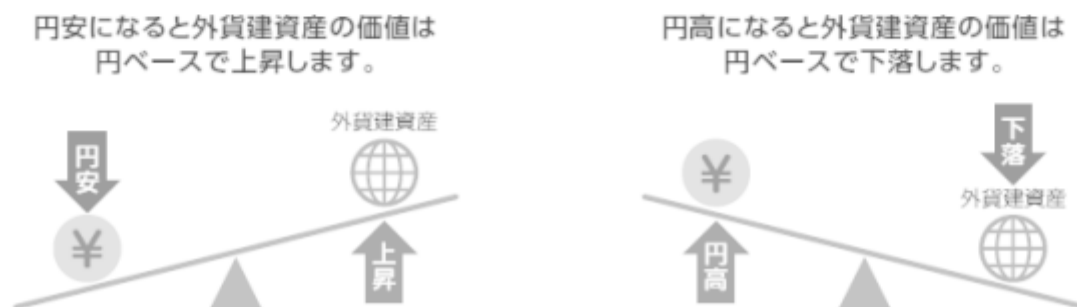 円安になると外貨建資産の価値は
円ベースで上昇します。
円安
¥
外貨建資産
上昇
円高になると外貨建資産の価値は
円ベースで下落します。
¥
円高
下落
外貨建資産